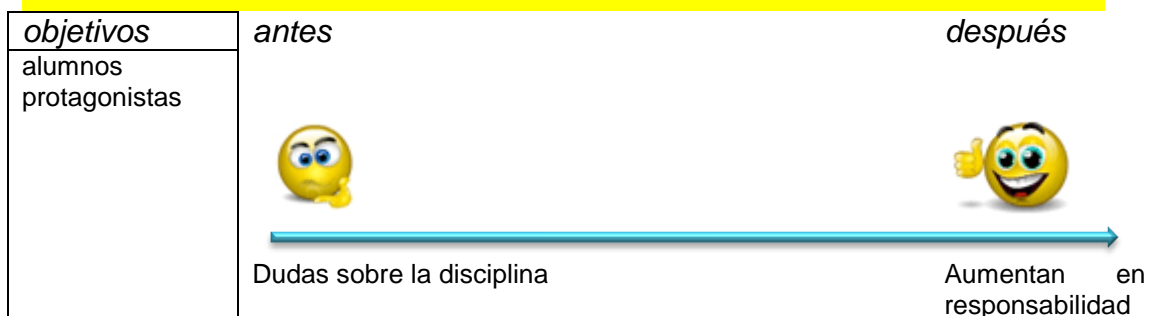 objetivos antes después
alumnos
protagonistas
Dudas sobre la disciplina Aumentan en
responsabilidad